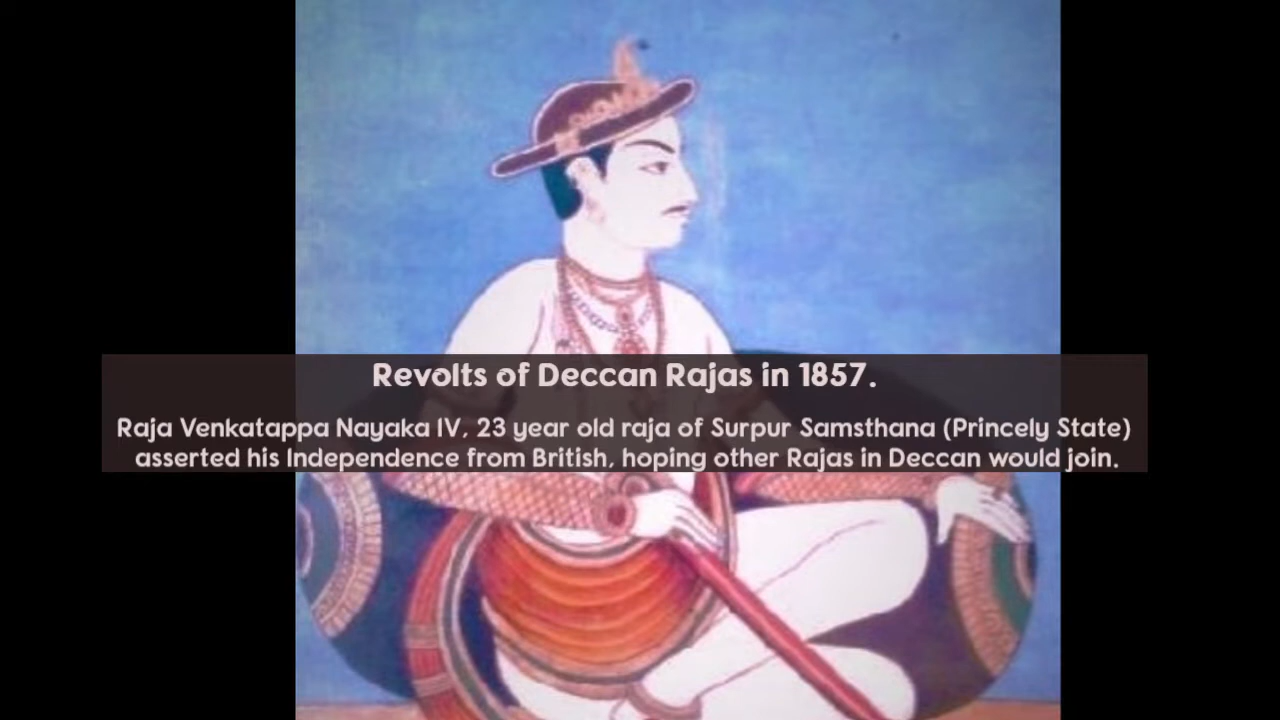 Revolts of Deccan Rajas in 1857.
Raja Venkatappa Nayaka IV, 23 year old raja of Surpur Samsthana (Princely State)
asserted his Independence from British, hoping other Rajas in Deccan would join.